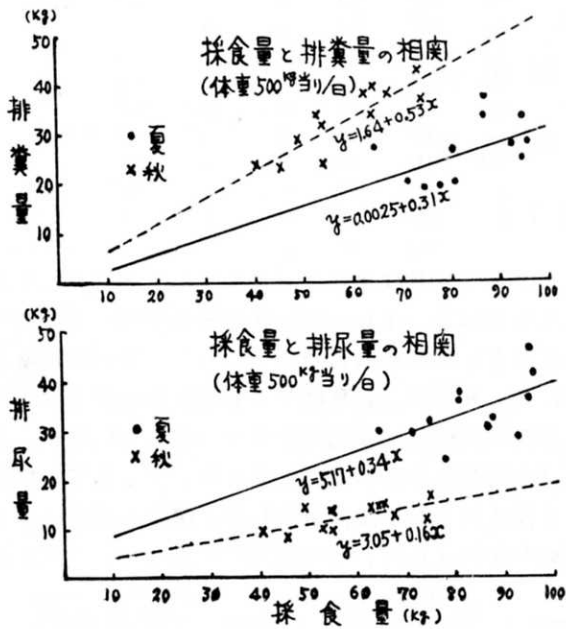 (Kg)
採食量と排糞量の相関
(体重500kg当り/日)
排糞量
50
40
30
20
10
• 夏
× 秋
y=1.64+0.53x
y=0.0025+0.31x
10 20 30 40 50 60 70 80 90 100
(Kg)
採食量と排尿量の相関
(体重500Kg当り/日)
排尿量
50
40
30
20
10
• 夏
× 秋
y=5.17+0.34x
y=3.05+0.16x
10 20 30 40 50 60 70 80 90 100
採食量(Kg)